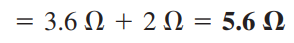 = 3.6 Ω + 2 Ω = 5.6 Ω